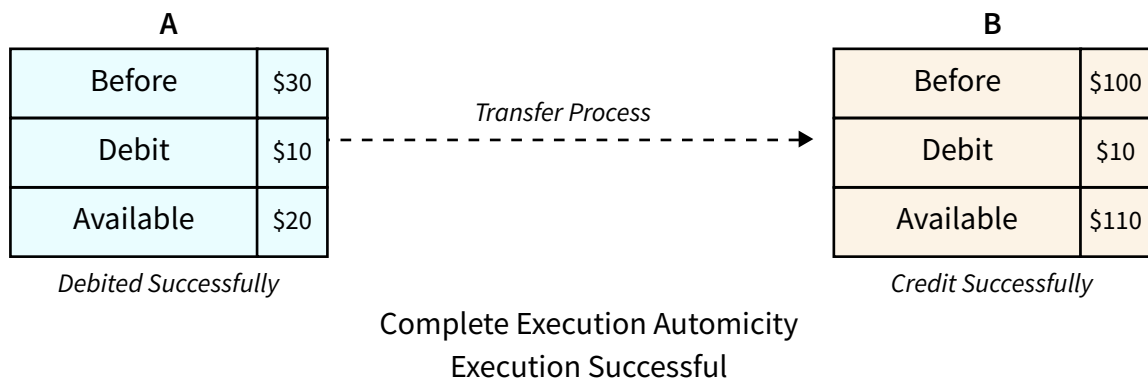 A
Before $30
Debit $10
Available $20
Debited Successfully
Transfer Process
B
Before $100
Debit $10
Available $110
Credit Successfully
Complete Execution Automicity
Execution Successful